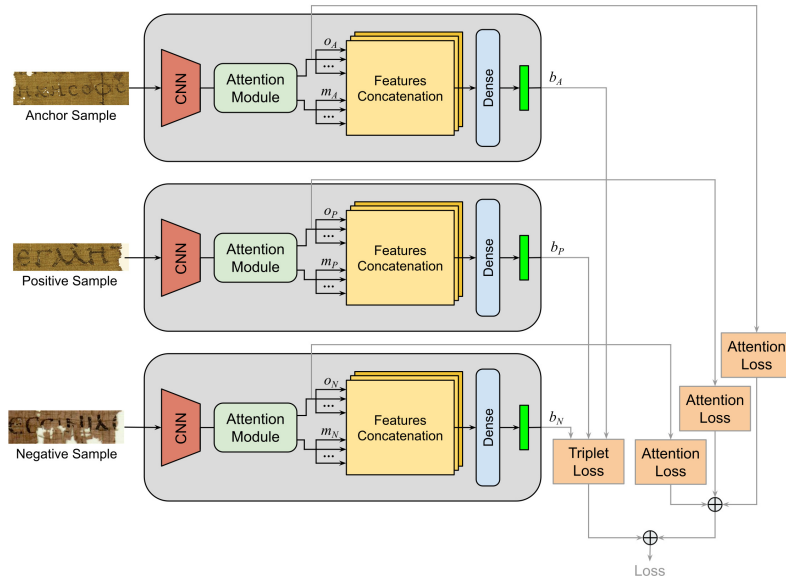 o_A
...
m_A
...
CNN
Attention
Module
Features
Concatenation
Dense
b_A
Anchor Sample
o_P
...
m_P
...
CNN
Attention
Module
Features
Concatenation
Dense
b_P
Positive Sample
o_N
...
m_N
...
CNN
Attention
Module
Features
Concatenation
Dense
b_N
Negative Sample
Attention
Loss
Attention
Loss
Triplet
Loss
Attention
Loss
Loss